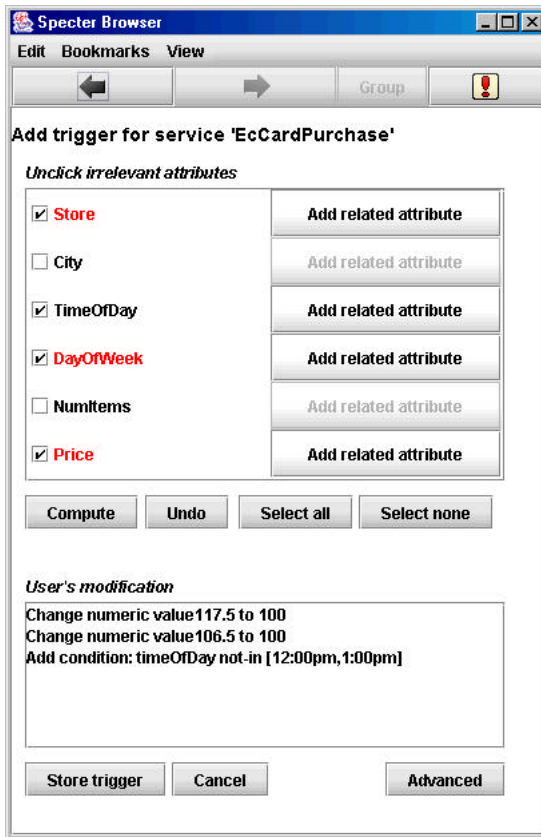 Specter Browser
Edit Bookmarks View
Group
Add trigger for service 'EcCardPurchase'
Unclick irrelevant attributes
Store Add related attribute
City Add related attribute
TimeOfDay Add related attribute
DayOfWeek Add related attribute
NumItems Add related attribute
Price Add related attribute
Compute Undo Select all Select none
User's modification
Change numeric value117.5 to 100
Change numeric value106.5 to 100
Add condition: timeOfDay not-in [12:00pm,1:00pm]
Store trigger Cancel Advanced